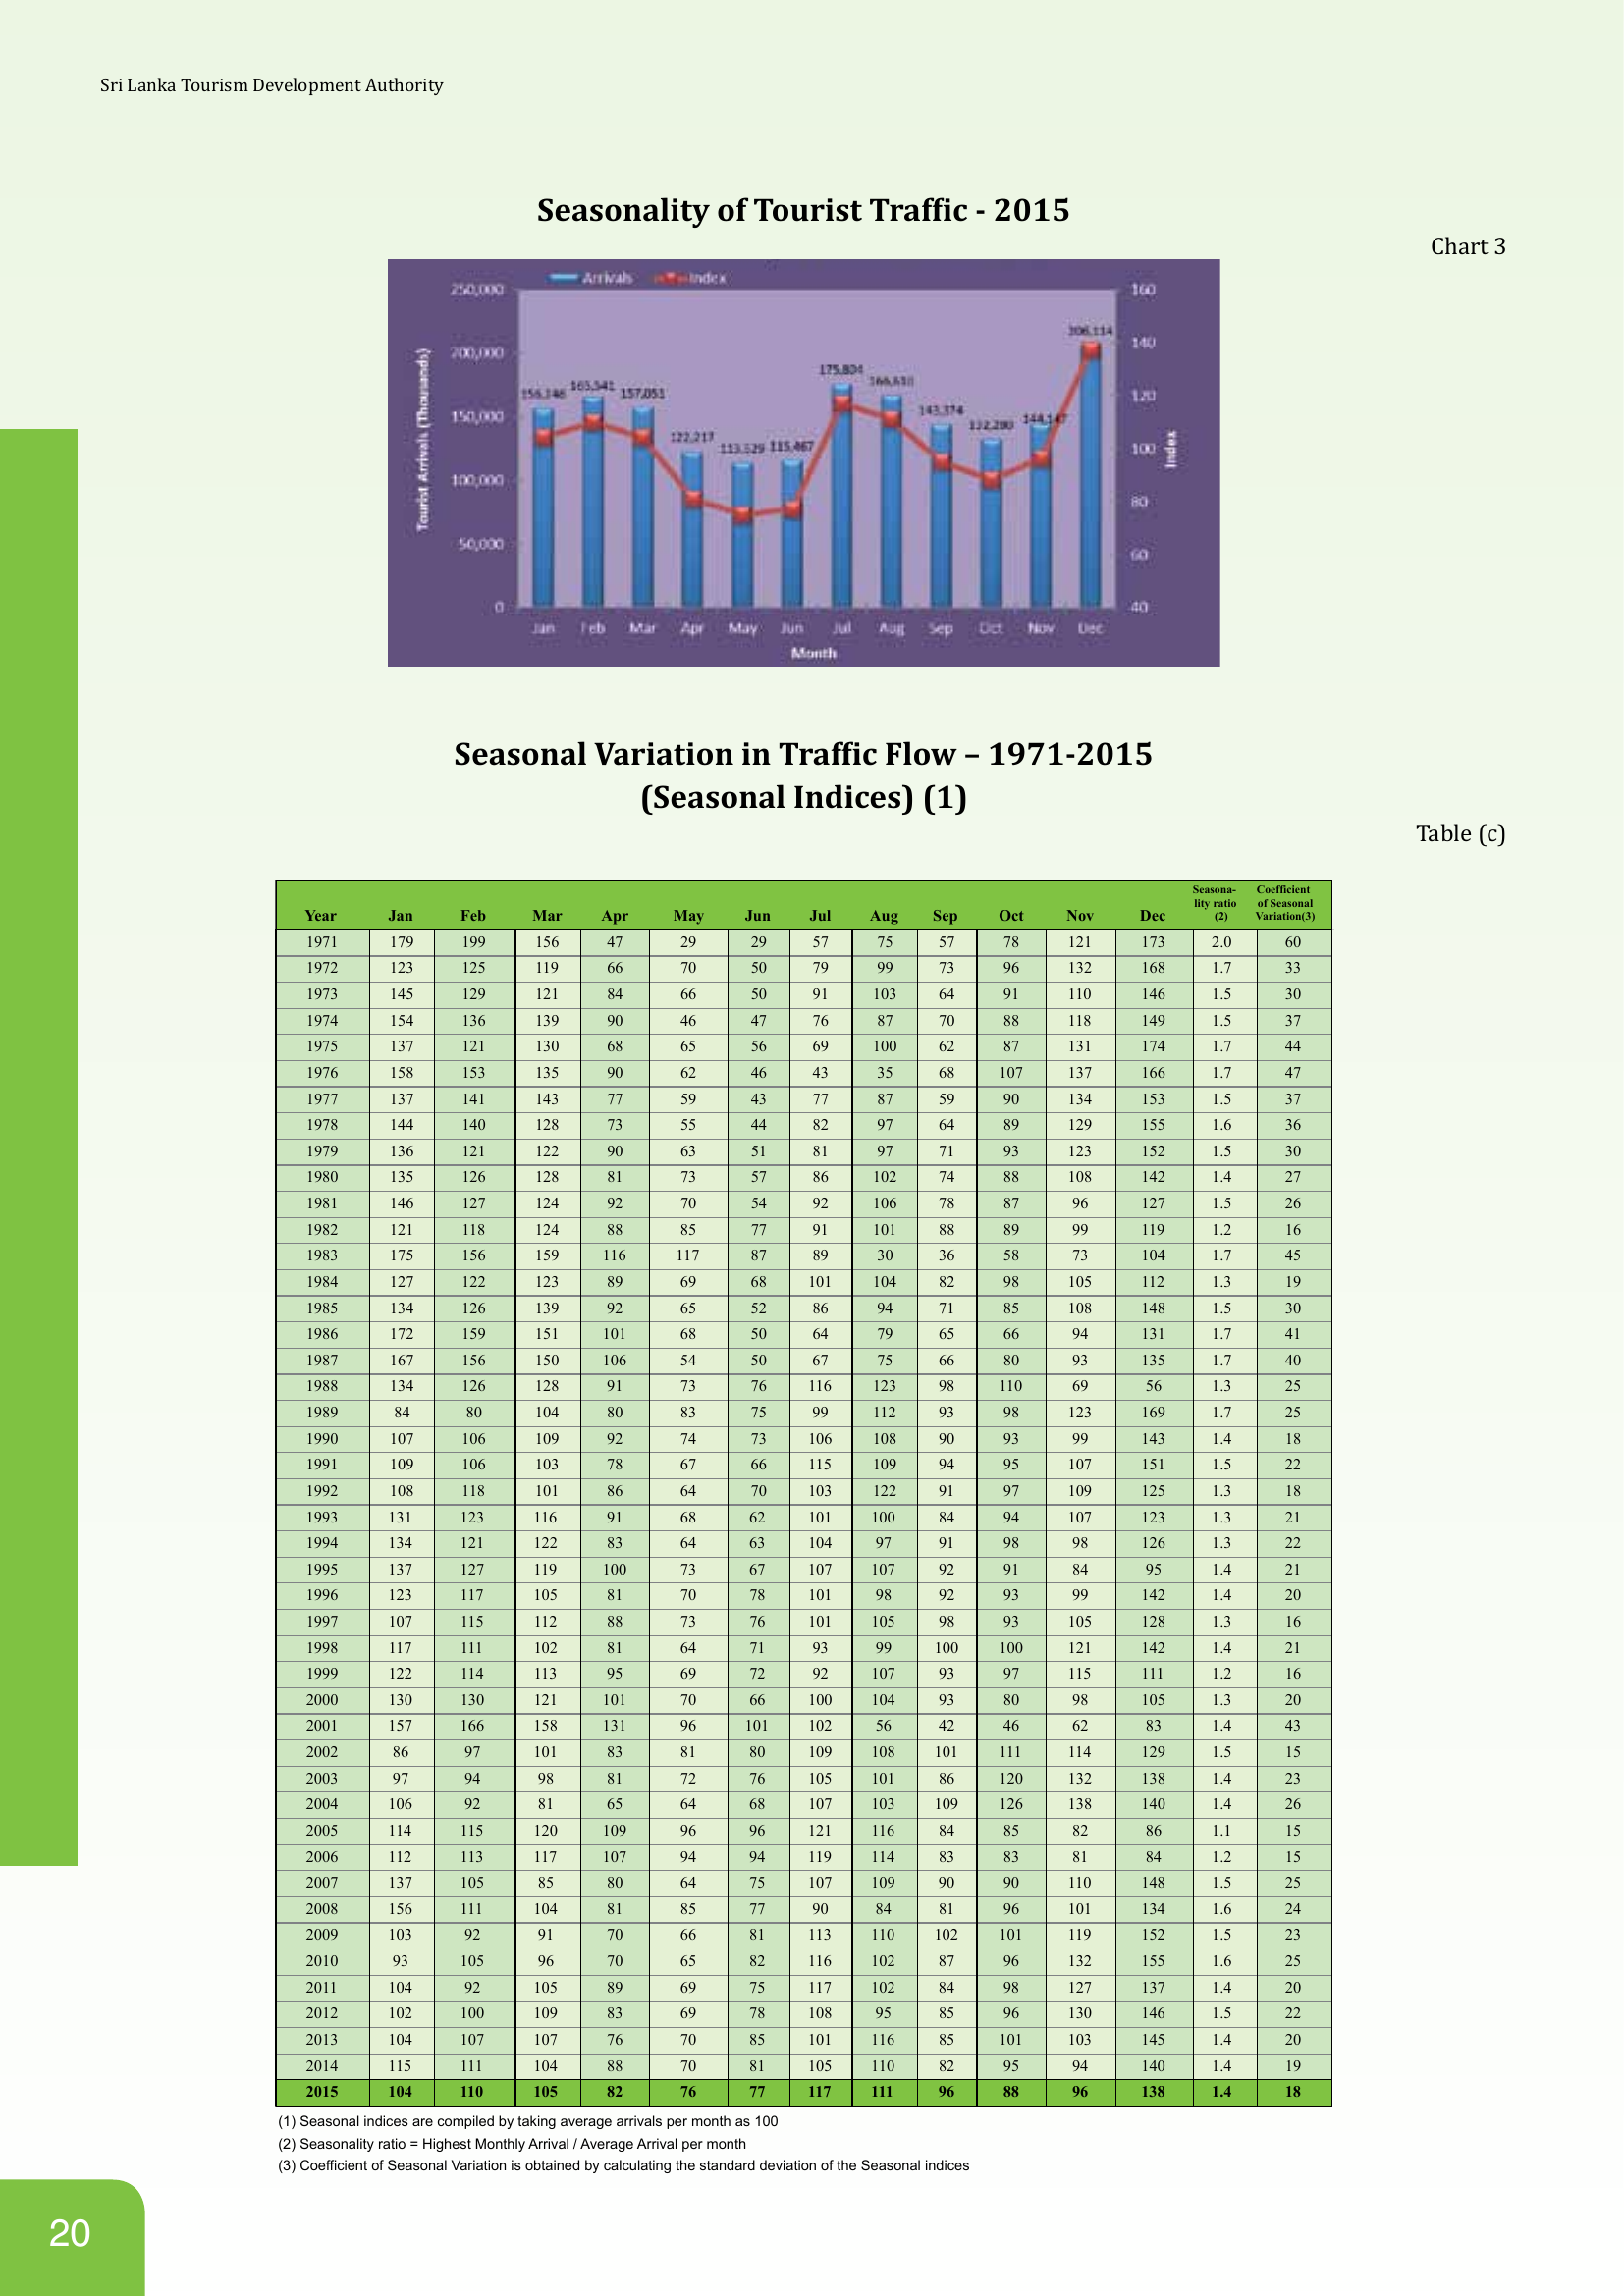 Sri Lanka Tourism Development Authority
Seasonality of Tourist Traffic - 2015
Chart 3
Arrivals Index
250,000
200,000
150,000
100,000
50,000
0
Tourist Arrivals (Thousands)
157,051
122,217
115,467
175,804
143,374
132,280
144,147
206,114
160
140
120
100
80
60
40
Index
Jan Feb Mar Apr May Jun Jul Aug Sep Oct Nov Dec
Month
Seasonal Variation in Traffic Flow – 1971-2015
(Seasonal Indices) (1)
Table (c)
Year Jan Feb Mar Apr May Jun Jul Aug Sep Oct Nov Dec Seasona-lity ratio (2) Coefficient of Seasonal Variation(3)
1971 179 199 156 47 29 29 57 75 57 78 121 173 2.0 60
1972 123 125 119 66 70 50 79 99 73 96 132 168 1.7 33
1973 145 129 121 84 66 50 91 103 64 91 110 146 1.5 30
1974 154 136 139 90 46 47 76 87 70 88 118 149 1.5 37
1975 137 121 130 68 65 56 69 100 62 87 131 174 1.7 44
1976 158 153 135 90 62 46 43 35 68 107 137 166 1.7 47
1977 137 141 143 77 59 43 77 87 59 90 134 153 1.5 37
1978 144 140 128 73 55 44 82 97 64 89 129 155 1.6 36
1979 136 121 122 90 63 51 81 97 71 93 123 152 1.5 30
1980 135 126 128 81 73 57 86 102 74 88 108 142 1.4 27
1981 146 127 124 92 70 54 92 106 78 87 96 127 1.5 26
1982 121 118 124 88 85 77 91 101 88 89 99 119 1.2 16
1983 175 156 159 116 117 87 89 30 36 58 73 104 1.7 45
1984 127 122 123 89 69 68 101 104 82 98 105 112 1.3 19
1985 134 126 139 92 65 52 86 94 71 85 108 148 1.5 30
1986 172 159 151 101 68 50 64 79 65 66 94 131 1.7 41
1987 167 156 150 106 54 50 67 75 66 80 93 135 1.7 40
1988 134 126 128 91 73 76 116 123 98 110 69 56 1.3 25
1989 84 80 104 80 83 75 99 112 93 98 123 169 1.7 25
1990 107 106 109 92 74 73 106 108 90 93 99 143 1.4 18
1991 109 106 103 78 67 66 115 109 94 95 107 151 1.5 22
1992 108 118 101 86 64 70 103 122 91 97 109 125 1.3 18
1993 131 123 116 91 68 62 101 100 84 94 107 123 1.3 21
1994 134 121 122 83 64 63 104 97 91 98 98 126 1.3 22
1995 137 127 119 100 73 67 107 107 92 91 84 95 1.4 21
1996 123 117 105 81 70 78 101 98 92 93 99 142 1.4 20
1997 107 115 112 88 73 76 101 105 98 93 105 128 1.3 16
1998 117 111 102 81 64 71 93 99 100 100 121 142 1.4 21
1999 122 114 113 95 69 72 92 107 93 97 115 111 1.2 16
2000 130 130 121 101 70 66 100 104 93 80 98 105 1.3 20
2001 157 166 158 131 96 101 102 56 42 46 62 83 1.4 43
2002 86 97 101 83 81 80 109 108 101 111 114 129 1.5 15
2003 97 94 98 81 72 76 105 101 86 120 132 138 1.4 23
2004 106 92 81 65 64 68 107 103 109 126 138 140 1.4 26
2005 114 115 120 109 96 96 121 116 84 85 82 86 1.1 15
2006 112 113 117 107 94 94 119 114 83 83 81 84 1.2 15
2007 137 105 85 80 64 75 107 109 90 90 110 148 1.5 25
2008 156 111 104 81 85 77 90 84 81 96 101 134 1.6 24
2009 103 92 91 70 66 81 113 110 102 101 119 152 1.5 23
2010 93 105 96 70 65 82 116 102 87 96 132 155 1.6 25
2011 104 92 105 89 69 75 117 102 84 98 127 137 1.4 20
2012 102 100 109 83 69 78 108 95 85 96 130 146 1.5 22
2013 104 107 107 76 70 85 101 116 85 101 103 145 1.4 20
2014 115 111 104 88 70 81 105 110 82 95 94 140 1.4 19
2015 104 110 105 82 76 77 117 111 96 88 96 138 1.4 18
(1) Seasonal indices are compiled by taking average arrivals per month as 100
(2) Seasonality ratio = Highest Monthly Arrival / Average Arrival per month
(3) Coefficient of Seasonal Variation is obtained by calculating the standard deviation of the Seasonal indices
20